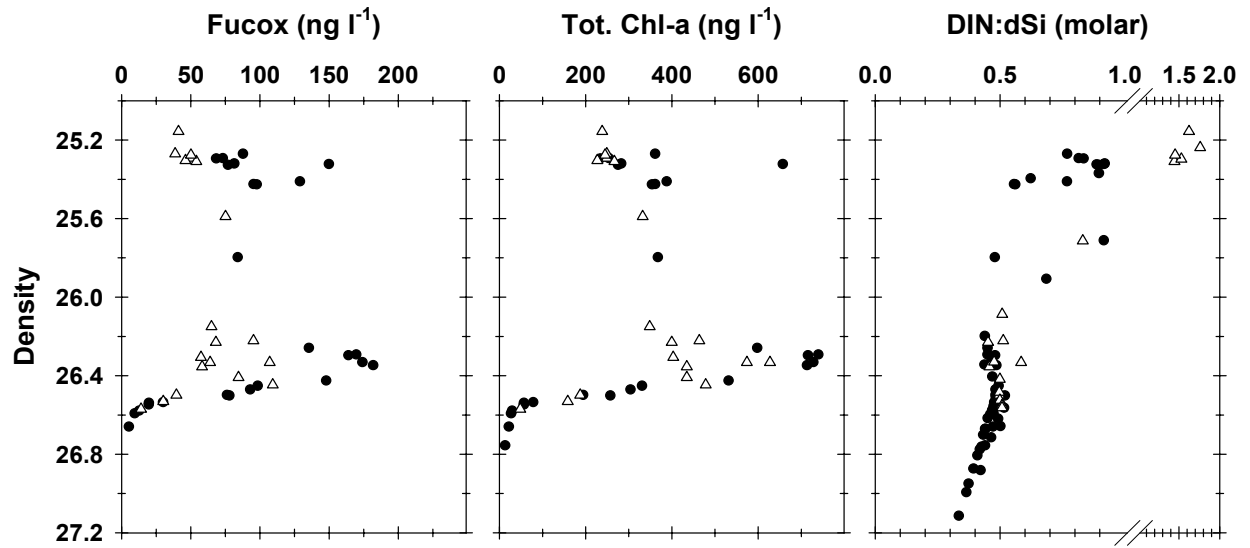 Fucox (ng l⁻¹) Tot. Chl-a (ng l⁻¹) DIN:dSi (molar)
0 50 100 150 200 0 200 400 600 0.0 0.5 1.0 1.5 2.0
25.2
25.6
26.0
26.4
26.8
27.2
Density